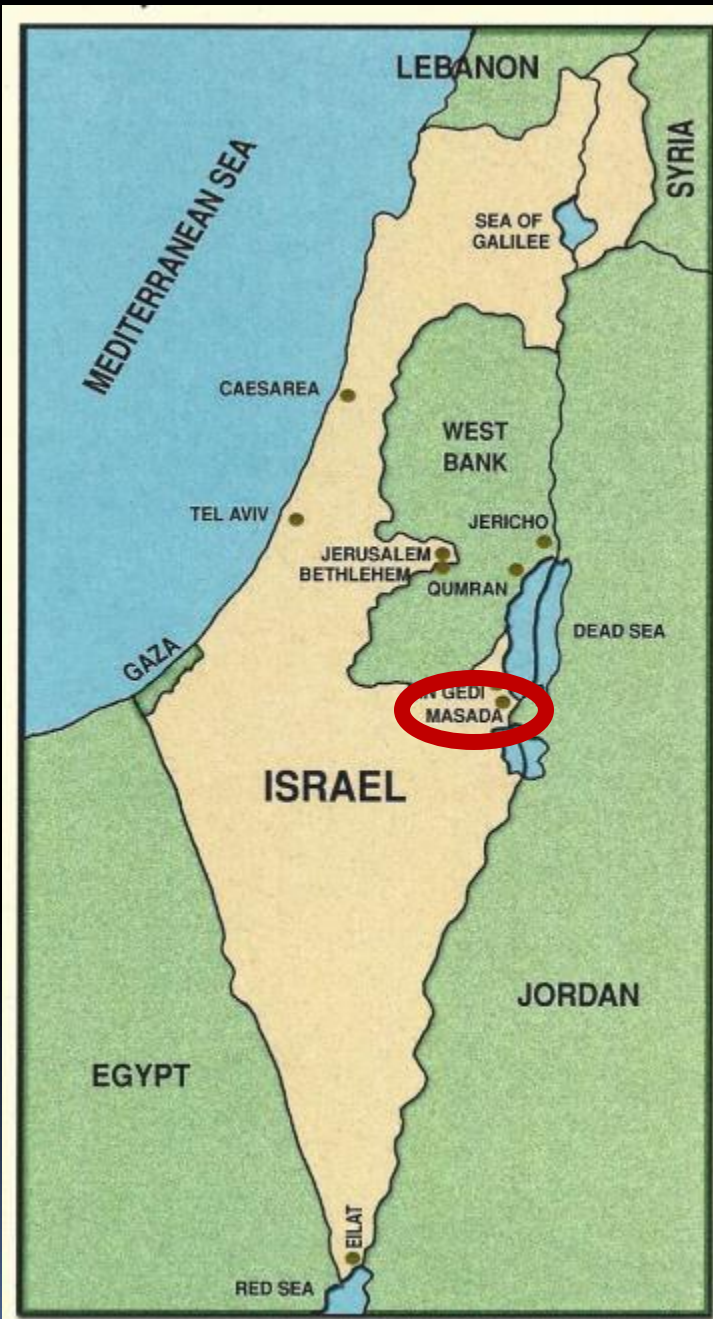 LEBANON
SYRIA
MEDITERRANEAN SEA
SEA OF
GALILEE
CAESAREA
WEST
BANK
TEL AVIV
JERICHO
JERUSALEM
BETHLEHEM
QUMRAN
DEAD SEA
GAZA
GEDI
MASADA
ISRAEL
JORDAN
EGYPT
EILAT
RED SEA